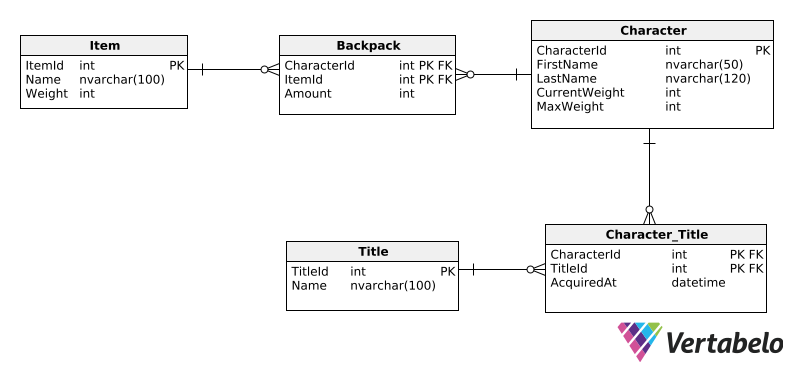 Item
ItemId int PK
Name nvarchar(100)
Weight int
Backpack
CharacterId int PK FK
ItemId int PK FK
Amount int
Character
CharacterId int PK
FirstName nvarchar(50)
LastName nvarchar(120)
CurrentWeight int
MaxWeight int
Title
TitleId int PK
Name nvarchar(100)
Character_Title
CharacterId int PK FK
TitleId int PK FK
AcquiredAt datetime
Vertabelo